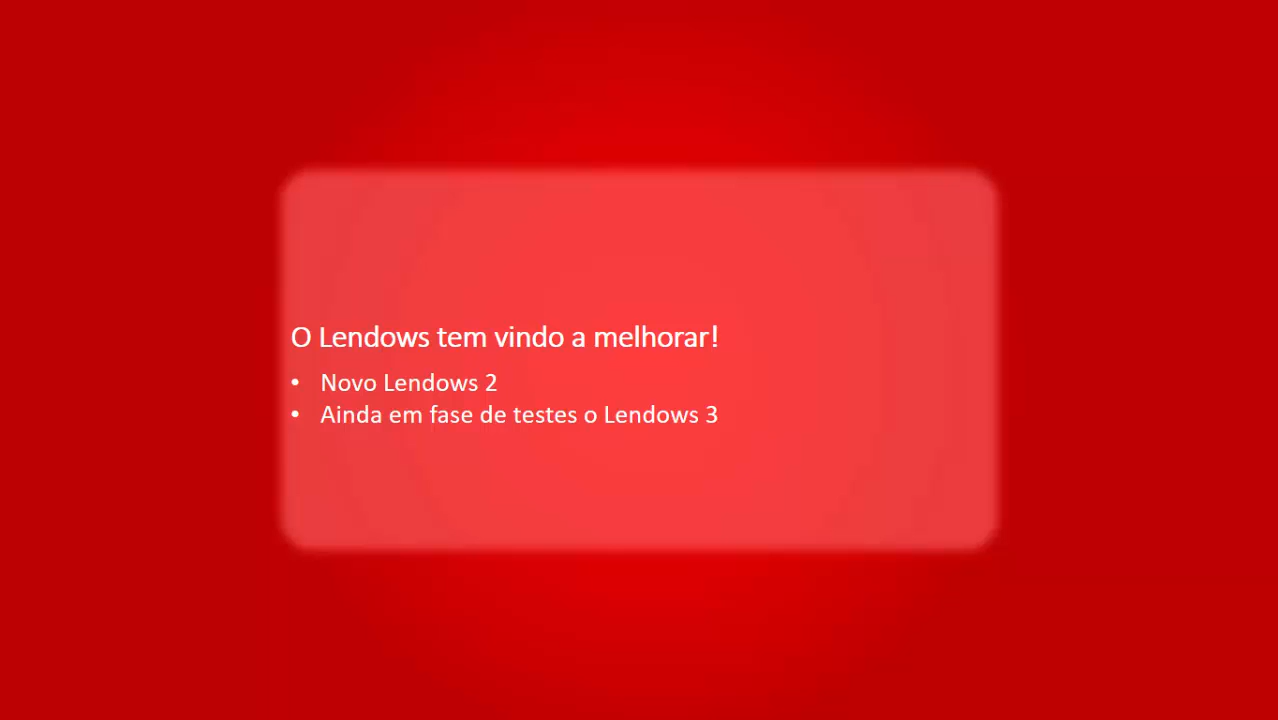 O Lendows tem vindo a melhorar!
• Novo Lendows 2
• Ainda em fase de testes o Lendows 3